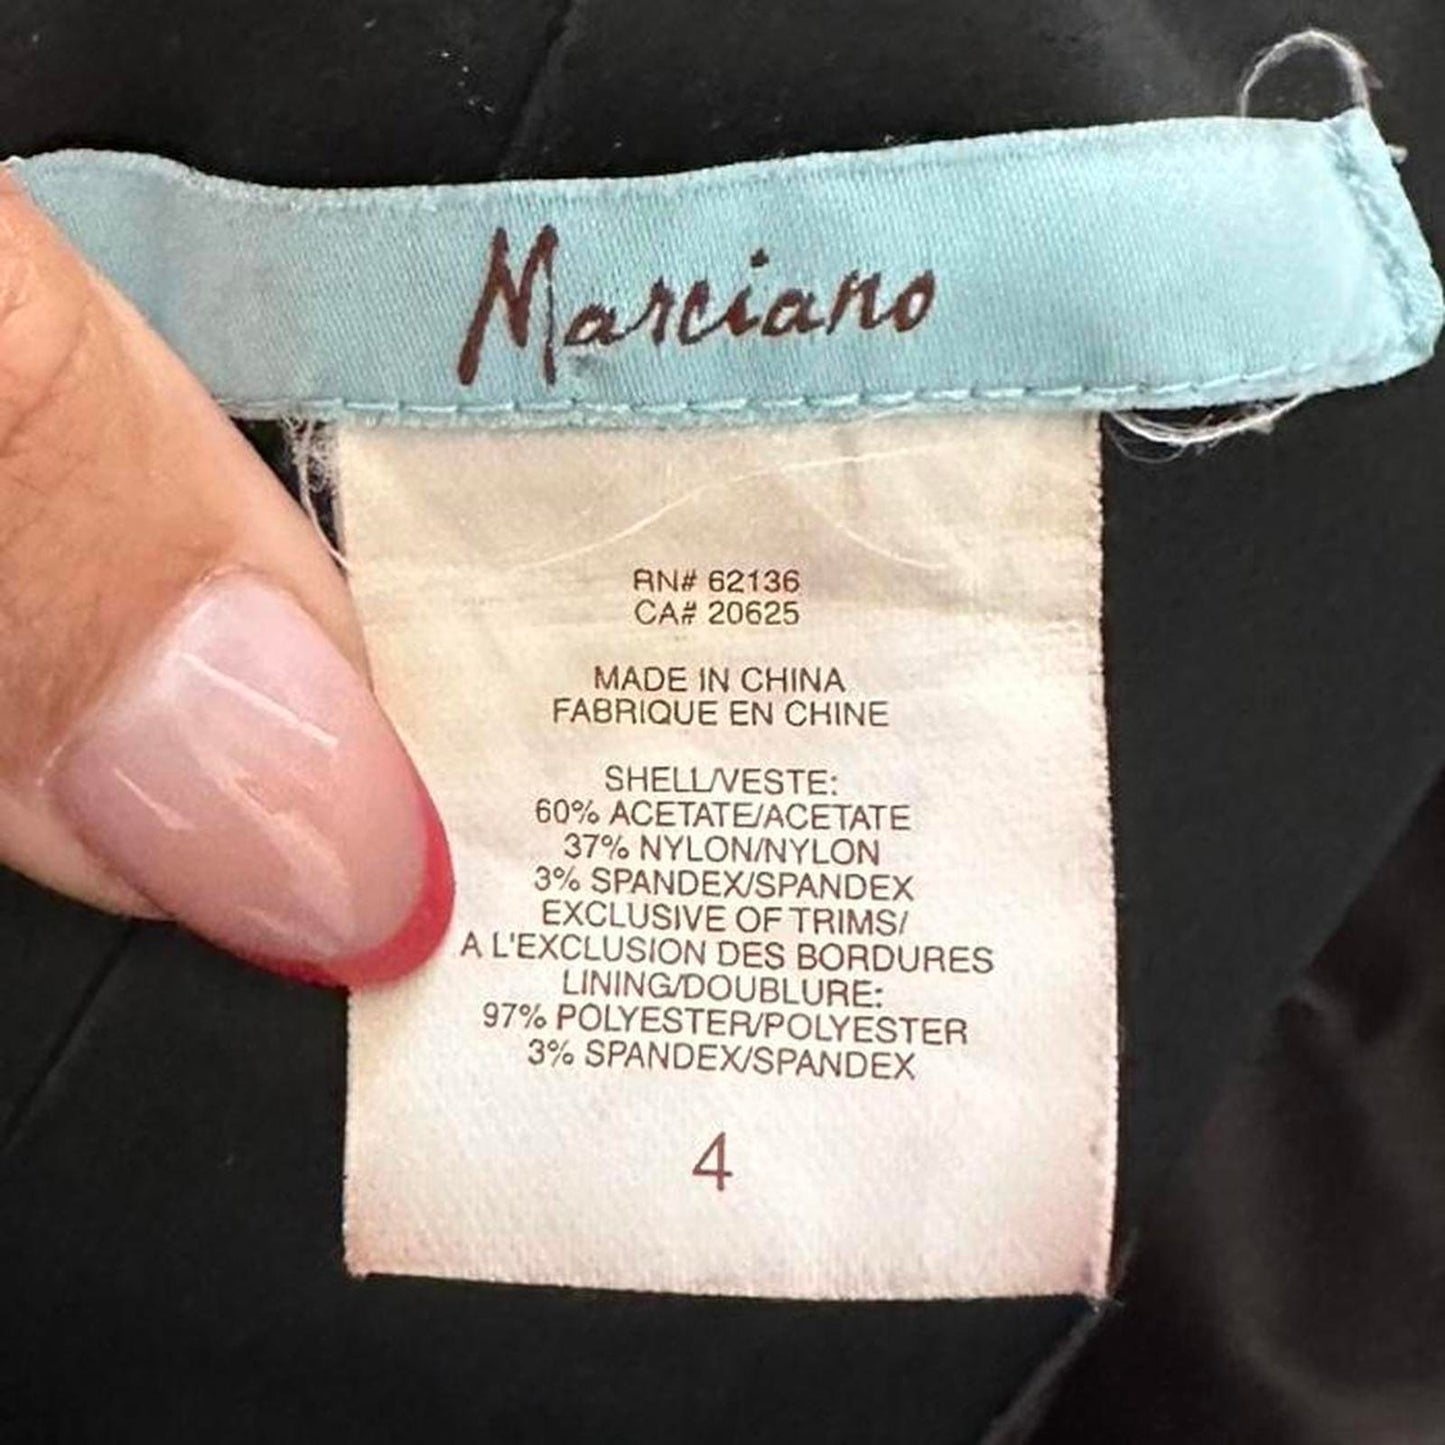 Marciano
RN# 62136
CA# 20625
MADE IN CHINA
FABRIQUE EN CHINE
SHELL/VESTE:
60% ACETATE/ACETATE
37% NYLON/NYLON
3% SPANDEX/SPANDEX
EXCLUSIVE OF TRIMS/
A L'EXCLUSION DES BORDURES
LINING/DOUBLURE:
97% POLYESTER/POLYESTER
3% SPANDEX/SPANDEX
4